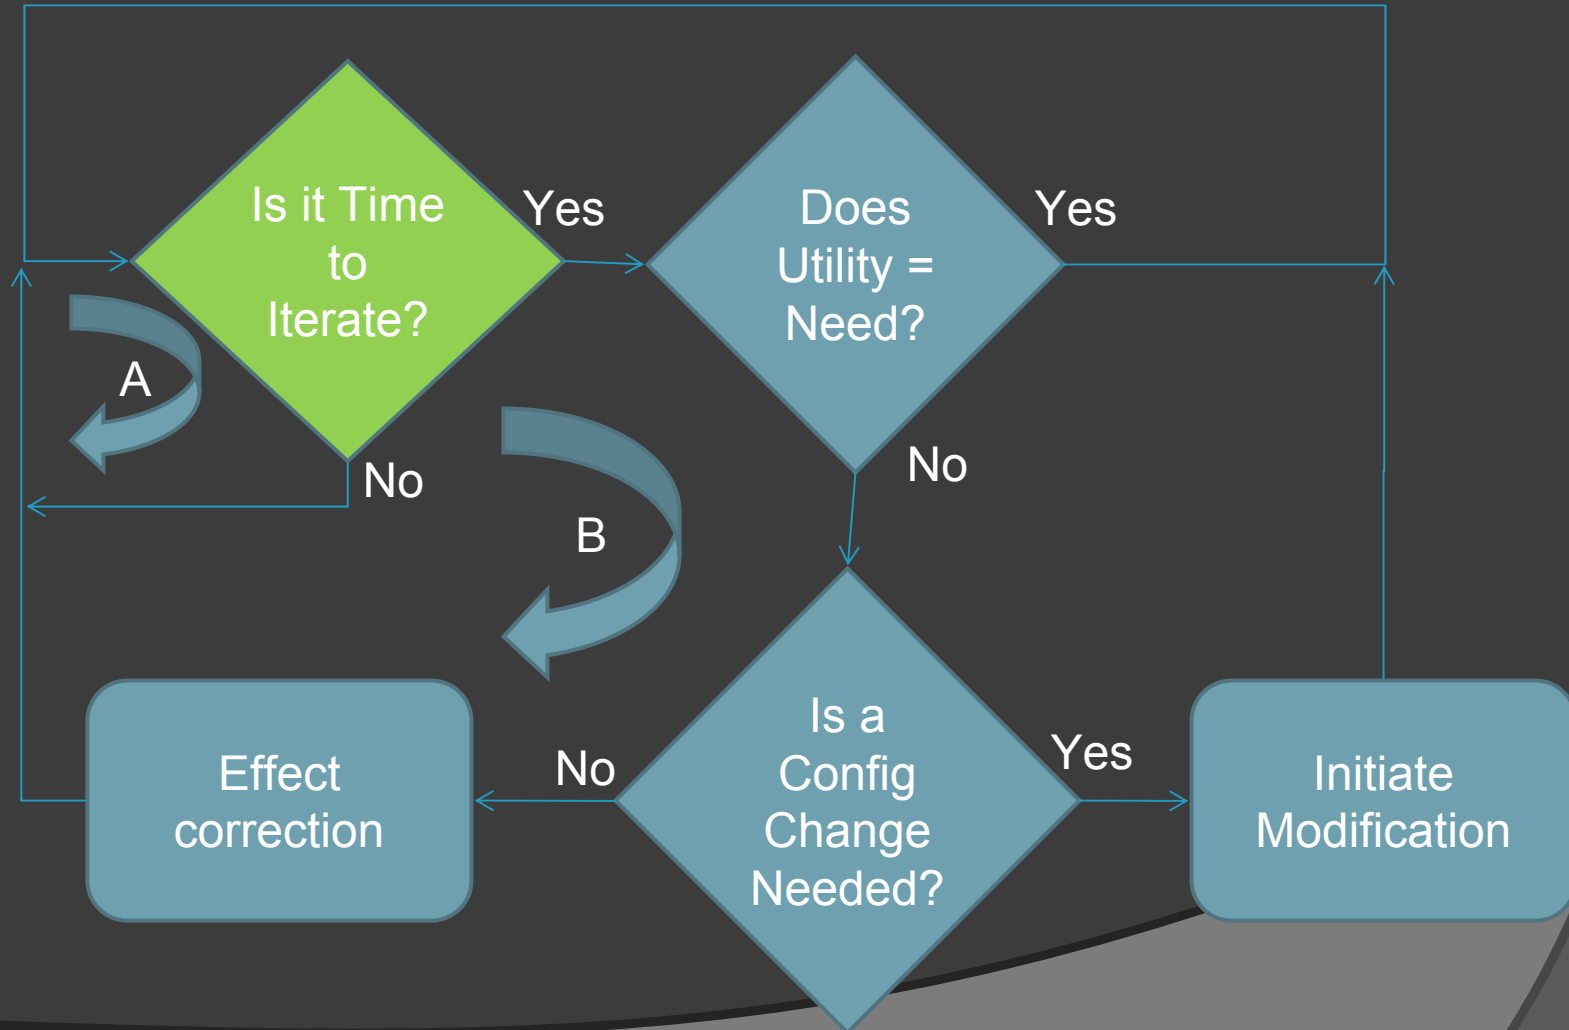 Is it Time
to
Iterate?
Yes
Does
Utility =
Need?
Yes
A
No
No
B
Effect
correction
No
Is a
Config
Change
Needed?
Yes
Initiate
Modification